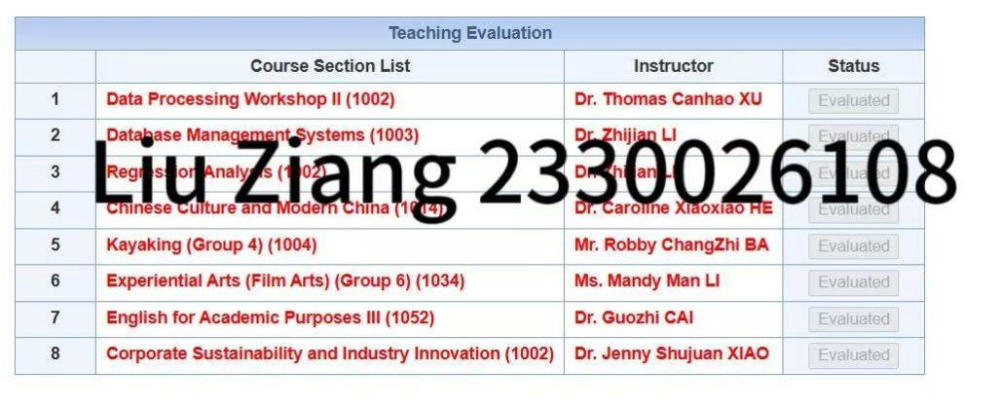 Teaching Evaluation
Course Section List Instructor Status
1 Data Processing Workshop II (1002) Dr. Thomas Canhao XU Evaluated
2 Database Management Systems (1003) Dr. Zhijian LI Evaluated
Liu Ziang 2330026108
3 Regression Analysis (1002) Dr. Zhijian LI Evaluated
4 Chinese Culture and Modern China (1014) Dr. Caroline Xiaoxiao HE Evaluated
5 Kayaking (Group 4) (1004) Mr. Robby ChangZhi BA Evaluated
6 Experiential Arts (Film Arts) (Group 6) (1034) Ms. Mandy Man LI Evaluated
7 English for Academic Purposes III (1052) Dr. Guozhi CAI Evaluated
8 Corporate Sustainability and Industry Innovation (1002) Dr. Jenny Shujuan XIAO Evaluated